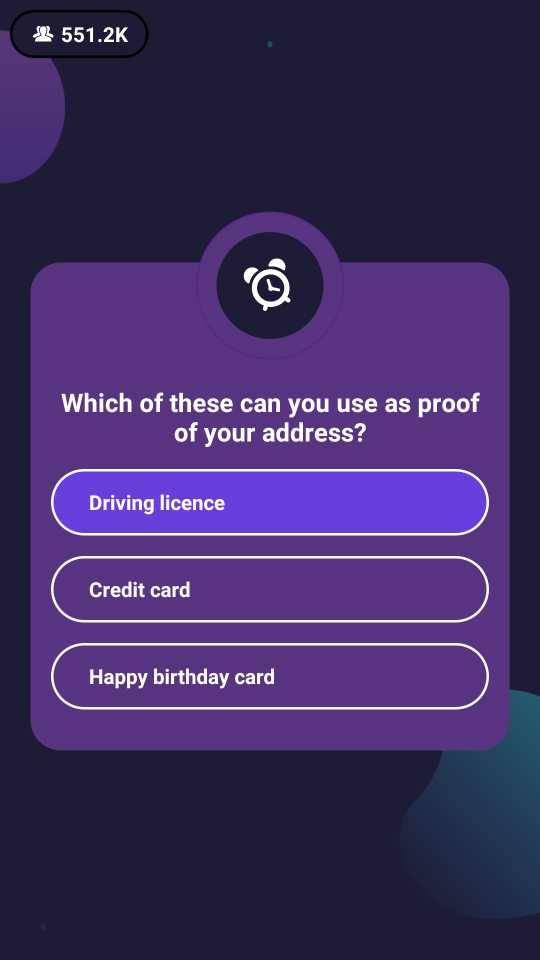 551.2K
Which of these can you use as proof
of your address?
Driving licence
Credit card
Happy birthday card